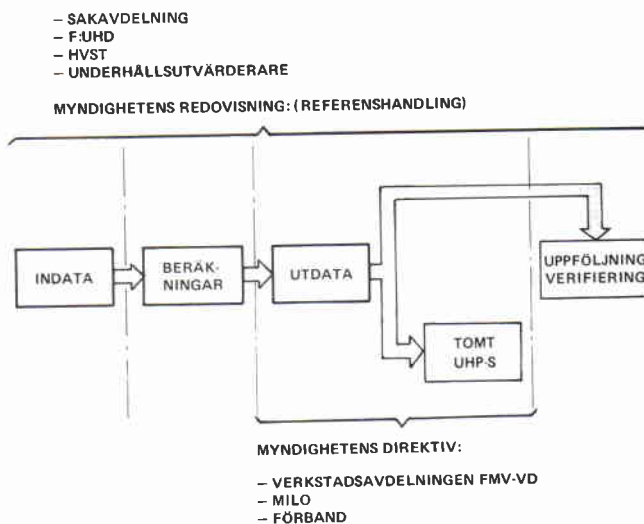 – SAKAVDELNING
– F:UHD
– HVST
– UNDERHÅLLSUTVÄRDERARE
MYNDIGHETENS REDOVISNING: (REFERENSHANDLING)
INDATA
BERÄK-
NINGAR
UTDATA
UPPFÖLJNING
VERIFIERING
TOMT
UHP-S
MYNDIGHETENS DIREKTIV:
– VERKSTADSAVDELNINGEN FMV-VD
– MILO
– FÖRBAND